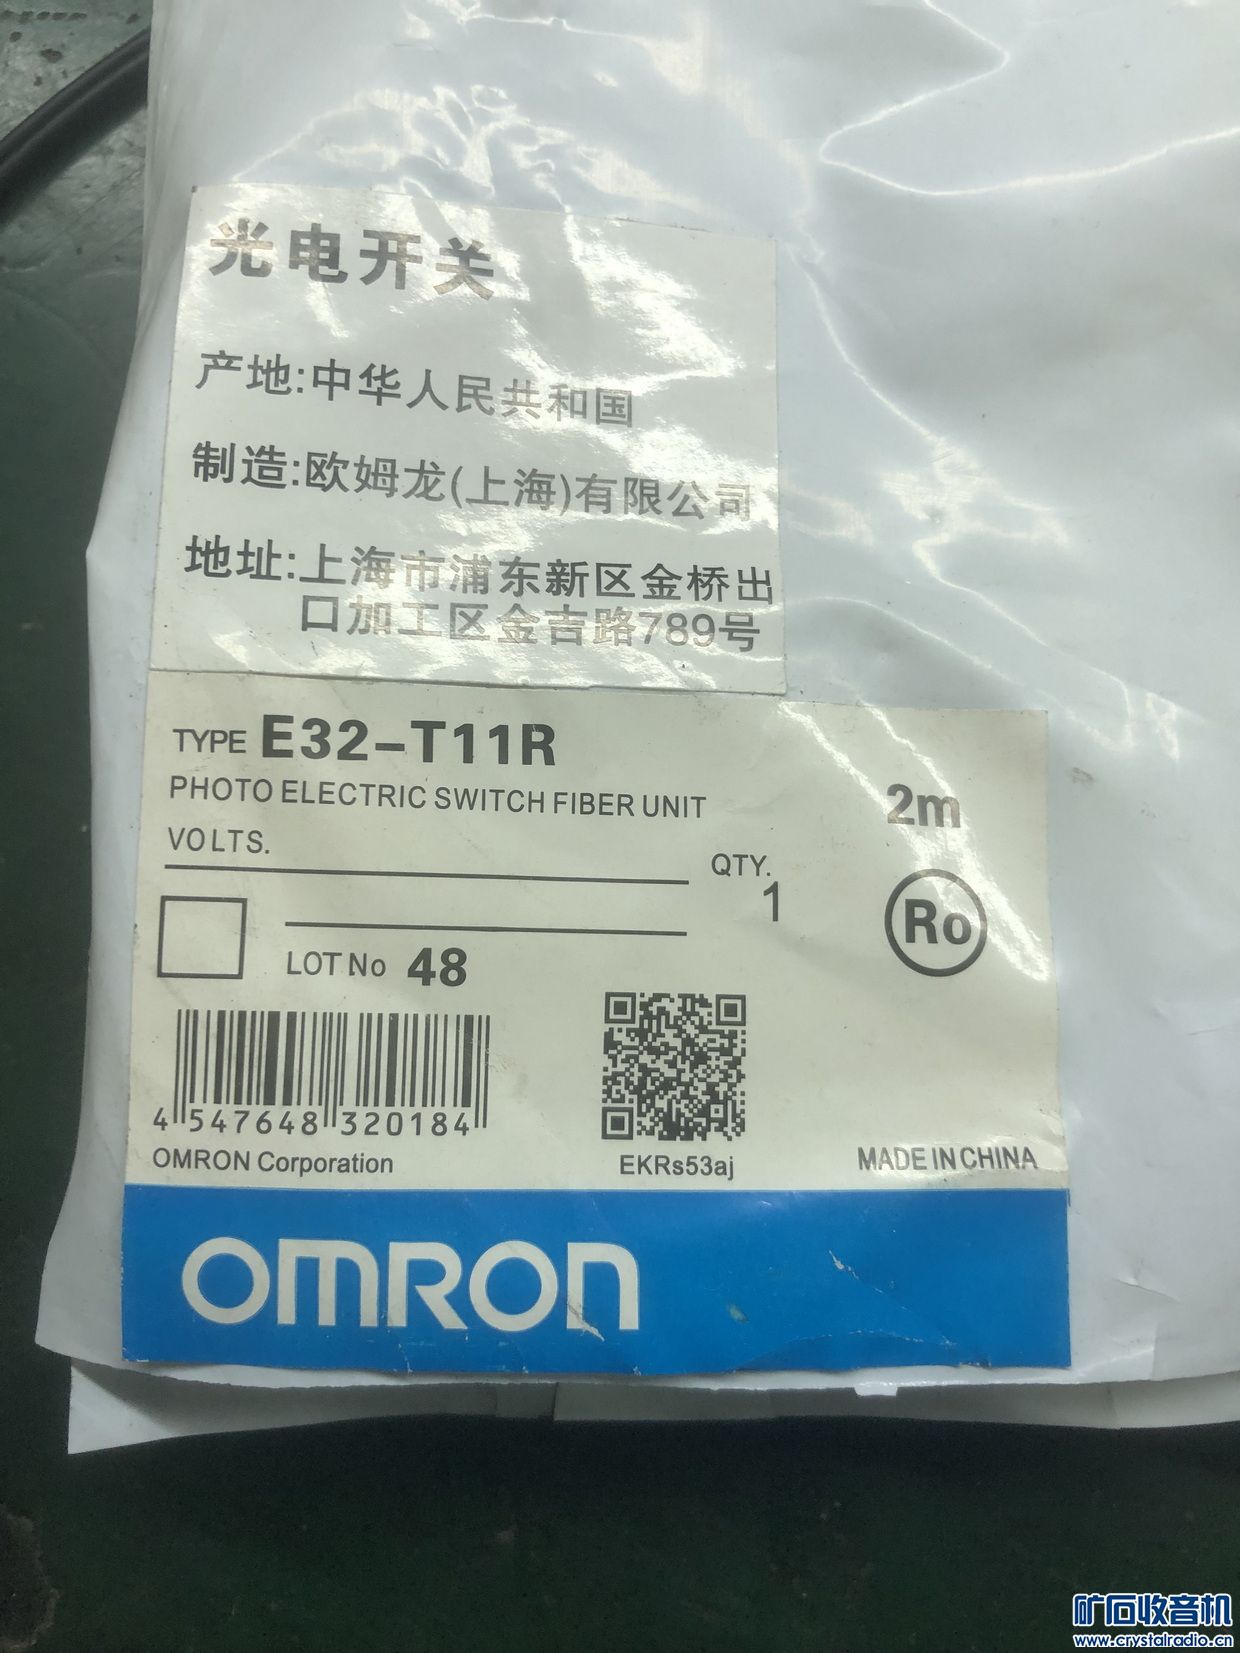 光电开关
产地:中华人民共和国
制造:欧姆龙(上海)有限公司
地址:上海市浦东新区金桥出
口加工区金吉路789号
TYPE E32-T11R
PHOTO ELECTRIC SWITCH FIBER UNIT
2m
VOLTS.
QTY.
1
Ro
LOT No 48
4 547648 320184
OMRON Corporation
EKRs53aj
MADE IN CHINA
OMRON
矿石收音机
www.crystalradio.cn